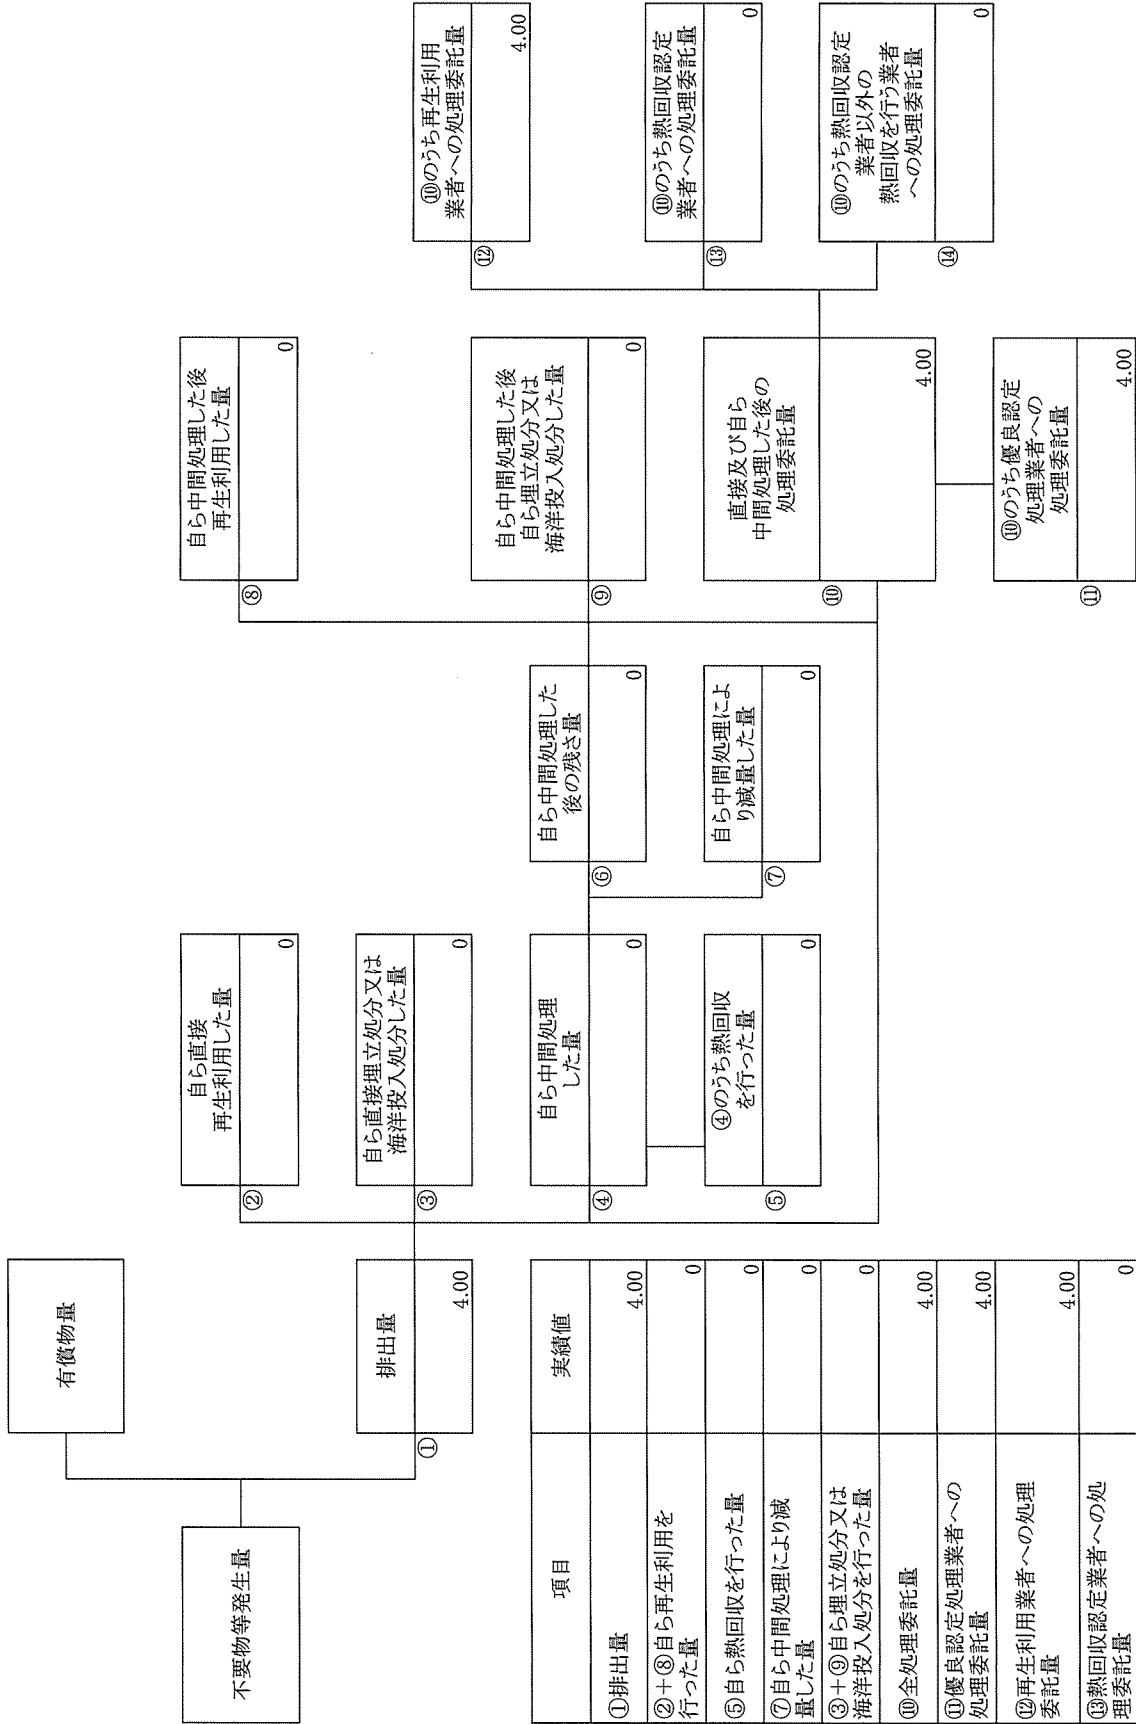 有償物量
不要物等発生量
排出量
①
4.00
自ら直接
再生利用した量
②
0
自ら直接埋立処分又は
海洋投入処分した量
③
0
自ら中間処理
した量
④
0
④のうち熱回収
を行った量
⑤
0
自ら中間処理した
後の残さ量
⑥
0
自ら中間処理によ
り減量した量
⑦
0
自ら中間処理した後
再生利用した量
⑧
0
自ら中間処理した後
自ら埋立処分又は
海洋投入処分した量
⑨
0
直接及び自ら
中間処理した後の
処理委託量
⑩
4.00
⑩のうち優良認定
処理業者への
処理委託量
⑪
4.00
⑩のうち再生利用
業者への処理委託量
⑫
4.00
⑩のうち熱回収認定
業者への処理委託量
⑬
0
⑩のうち熱回収認定
業者以外の
熱回収を行う業者
への処理委託量
⑭
0
項目 実績値
①排出量 4.00
②+⑧自ら再生利用を
行った量 0
⑤自ら熱回収を行った量 0
⑦自ら中間処理により減
量した量 0
③+⑨自ら埋立処分又は
海洋投入処分を行った量 0
⑩全処理委託量 4.00
⑪優良認定処理業者への
処理委託量 4.00
⑫再生利用業者への処理
委託量 4.00
⑬熱回収認定業者への処
理委託量 0